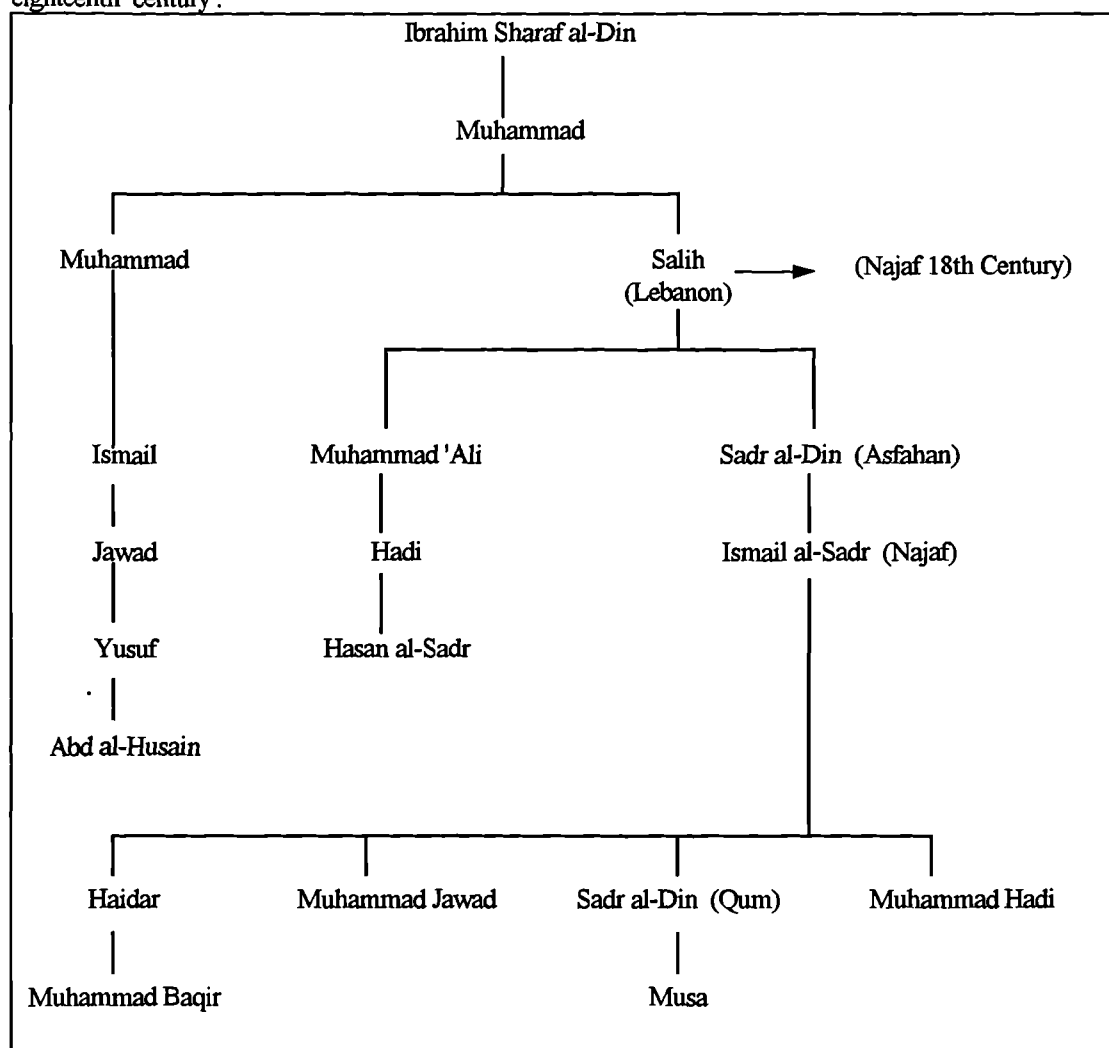 eighteenth century.
Ibrahim Sharaf al-Din
Muhammad
Muhammad
Salih
(Lebanon)
(Najaf 18th Century)
Ismail
Muhammad 'Ali
Sadr al-Din (Asfahan)
Jawad
Hadi
Ismail al-Sadr (Najaf)
Yusuf
Hasan al-Sadr
Abd al-Husain
Haidar
Muhammad Jawad
Sadr al-Din (Qum)
Muhammad Hadi
Muhammad Baqir
Musa